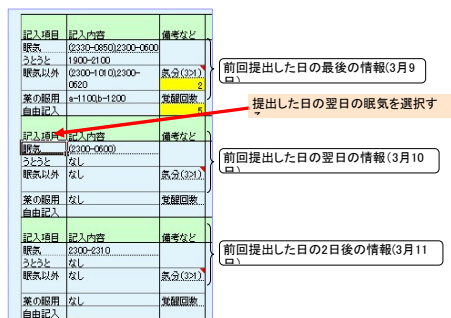 記入項目 記入内容 備考など
眠気 (2330-0850)2300-0600
うとうと 1900-2100
眠気以外 (2300-1010)2300-0620 気分(3>1)
2
薬の服用 a-1100,b-1200 覚醒回数
自由記入 5
前回提出した日の最後の情報(3月9日)
提出した日の翌日の眠気を選択す
記入項目 記入内容 備考など
眠気 (2300-0600)
うとうと なし
眠気以外 なし 気分(3>1)
薬の服用 なし 覚醒回数
自由記入
前回提出した日の翌日の情報(3月10日)
記入項目 記入内容 備考など
眠気 2300-2310
うとうと なし
眠気以外 なし 気分(3>1)
薬の服用 なし 覚醒回数
自由記入
前回提出した日の2日後の情報(3月11日)